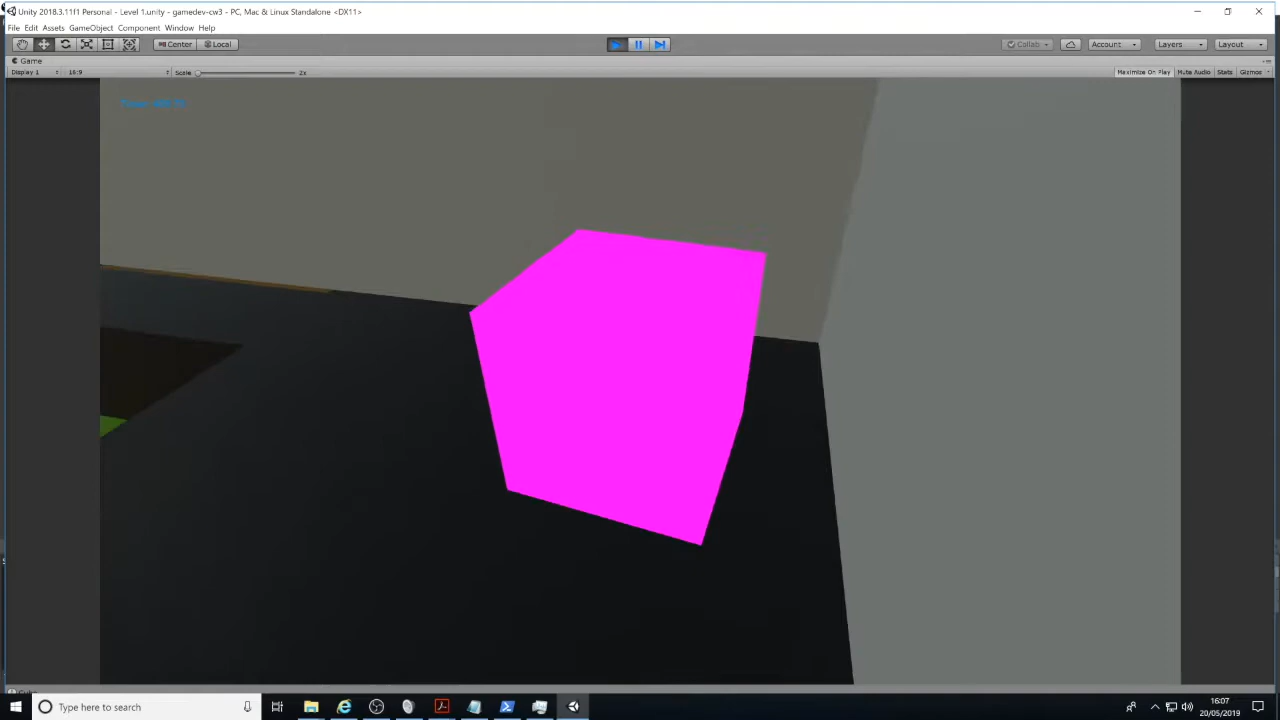 Unity 2018.3.11f1 Personal - Level 1.unity - gamedev-cw3 - PC, Mac & Linux Standalone <DX11>
File Edit Assets GameObject Component Window Help
Center Local Collab Account Layers Layout
Game
Display 1 16:9 Scale 2x Maximize On Play Mute Audio Stats Gizmos
Type here to search
16:07
20/05/2019